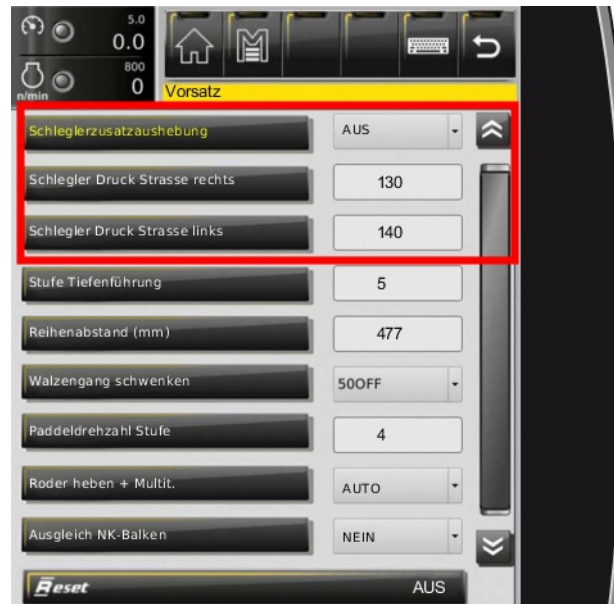 5.0
0.0
800
n/min 0
Vorsatz
Schleglerzusatzaushebung AUS
Schlegler Druck Strasse rechts 130
Schlegler Druck Strasse links 140
Stufe Tiefenführung 5
Reihenabstand (mm) 477
Walzengang schwenken 50OFF
Paddeldrehzahl Stufe 4
Roder heben + Multit. AUTO
Ausgleich NK-Balken NEIN
Reset AUS